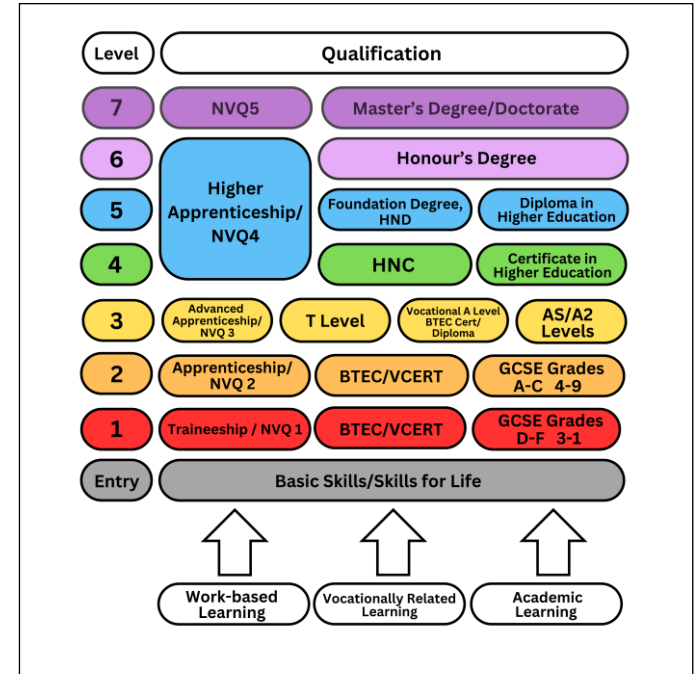 Level
Qualification
7
NVQ5
Master's Degree/Doctorate
6
Higher
Apprenticeship/
NVQ4
Honour's Degree
5
Foundation Degree,
HND
Diploma in
Higher Education
4
HNC
Certificate in
Higher Education
3
Advanced
Apprenticeship/
NVQ 3
T Level
Vocational A Level
BTEC Cert/
Diploma
AS/A2
Levels
2
Apprenticeship/
NVQ 2
BTEC/VCERT
GCSE Grades
A-C 4-9
1
Traineeship / NVQ 1
BTEC/VCERT
GCSE Grades
D-F 3-1
Entry
Basic Skills/Skills for Life
Work-based
Learning
Vocationally Related
Learning
Academic
Learning